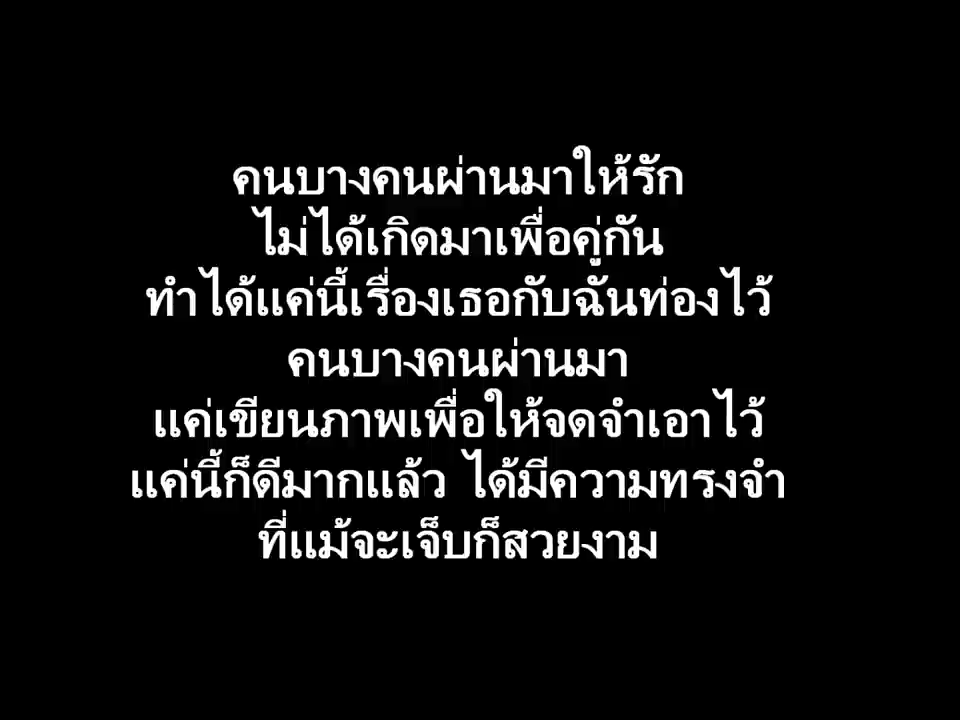 คนบางคนผ่านมาให้รัก
ไม่ได้เกิดมาเพื่อคู่กัน
ทำได้แค่นี้เรื่องเธอกับฉันท่องไว้
คนบางคนผ่านมา
แค่เขียนภาพเพื่อให้จดจำเอาไว้
แค่นี้ก็ดีมากแล้ว ได้มีความทรงจำ
ที่แม้จะเจ็บก็สวยงาม